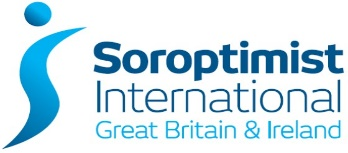 Soroptimist
International
Great Britain & Ireland